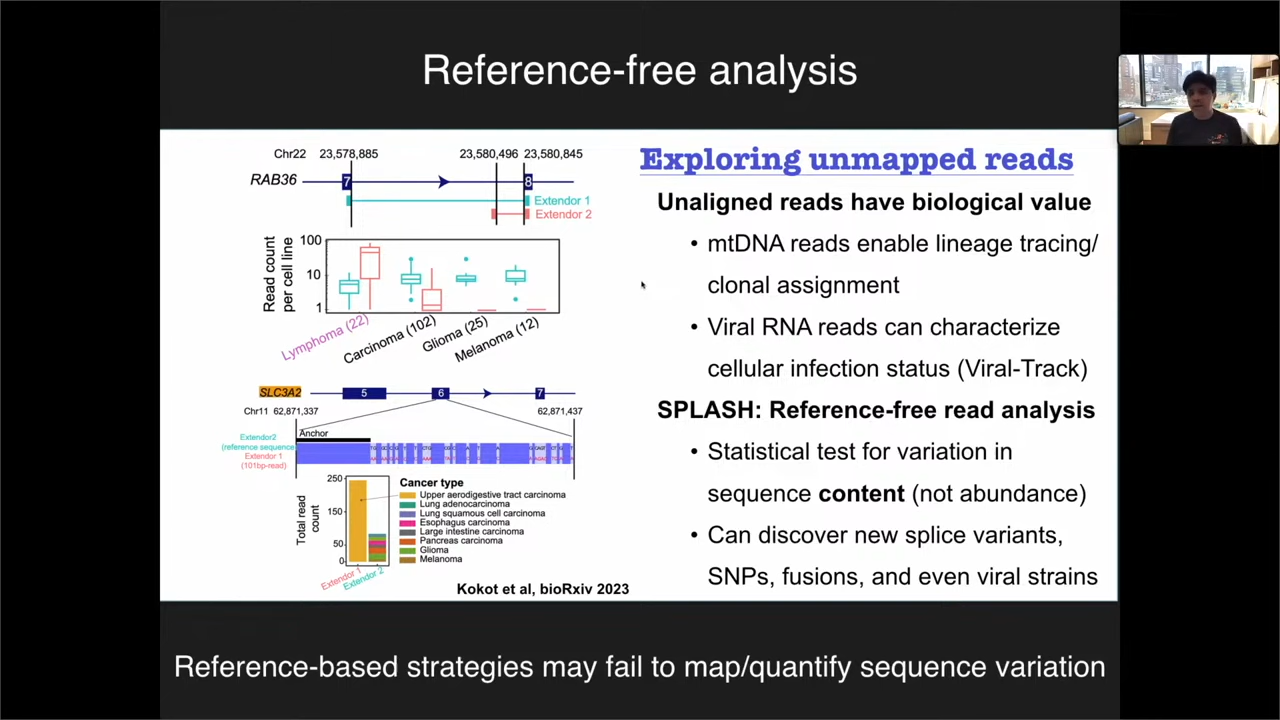 Reference-free analysis
Chr22 23,578,885 23,580,496 23,580,845
RAB36 7 8
Extendor 1
Extendor 2
Read count
per cell line
100
10
1
Lymphoma (22)
Carcinoma (102)
Glioma (25)
Melanoma (12)
SLC3A2 5 6 7
Chr11 62,871,337 62,871,437
Anchor
Extendor2
(reference sequence)
Extendor 1
(101bp-read)
Total read
count
250
150
50
0
Extendor 1
Extendor 2
Cancer type
Upper aerodigestive tract carcinoma
Lung adenocarcinoma
Lung squamous cell carcinoma
Esophagus carcinoma
Large intestine carcinoma
Pancreas carcinoma
Glioma
Melanoma
Kokot et al, bioRxiv 2023
Exploring unmapped reads
Unaligned reads have biological value
• mtDNA reads enable lineage tracing/
clonal assignment
• Viral RNA reads can characterize
cellular infection status (Viral-Track)
SPLASH: Reference-free read analysis
• Statistical test for variation in
sequence content (not abundance)
• Can discover new splice variants,
SNPs, fusions, and even viral strains
Reference-based strategies may fail to map/quantify sequence variation